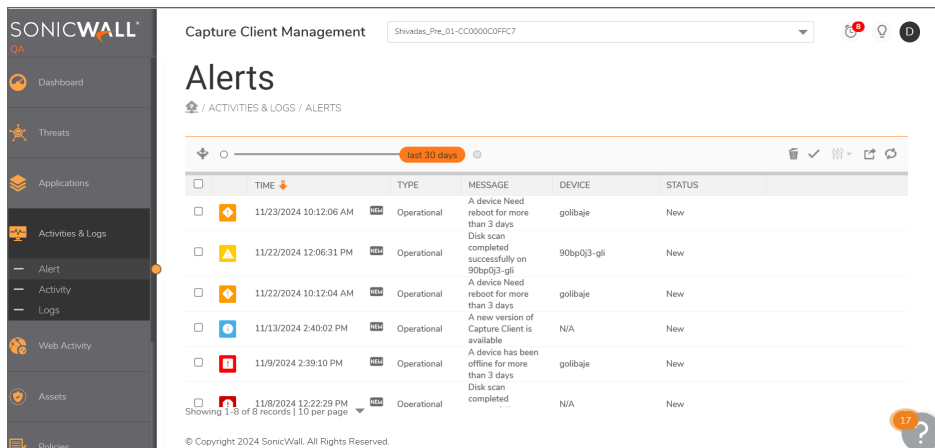 SONICWALL
QA
Capture Client Management
Shivadas_Pre_01-CC0000C0FFC7
8
D
Dashboard
Threats
Applications
Activities & Logs
Alert
Activity
Logs
Web Activity
Assets
Policies
Alerts
/ ACTIVITIES & LOGS / ALERTS
last 30 days
TIME TYPE MESSAGE DEVICE STATUS
11/23/2024 10:12:06 AM NEW Operational A device Need reboot for more than 3 days golibaje New
11/22/2024 12:06:31 PM NEW Operational Disk scan completed successfully on 90bp0j3-gli 90bp0j3-gli New
11/22/2024 10:12:04 AM NEW Operational A device Need reboot for more than 3 days golibaje New
11/13/2024 2:40:02 PM NEW Operational A new version of Capture Client is available N/A New
11/9/2024 2:39:10 PM NEW Operational A device has been offline for more than 3 days golibaje New
11/8/2024 12:22:29 PM NEW Operational Disk scan completed N/A New
Showing 1-8 of 8 records | 10 per page
17
?
© Copyright 2024 SonicWall. All Rights Reserved.